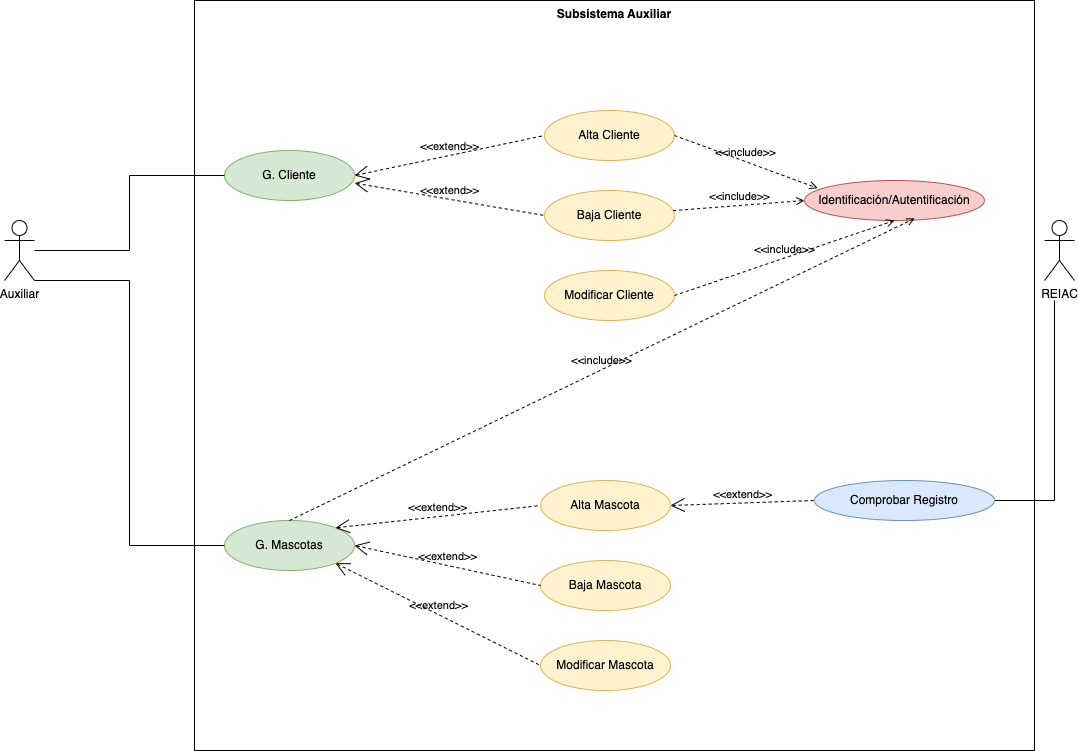 Subsistema Auxiliar
Alta Cliente
<<extend>>
<<include>>
G. Cliente
<<extend>>
<<include>>
Identificación/Autentificación
Baja Cliente
<<include>>
Auxiliar
REIAC
Modificar Cliente
<<include>>
<<extend>>
Comprobar Registro
<<extend>>
Alta Mascota
G. Mascotas
<<extend>>
Baja Mascota
<<extend>>
Modificar Mascota